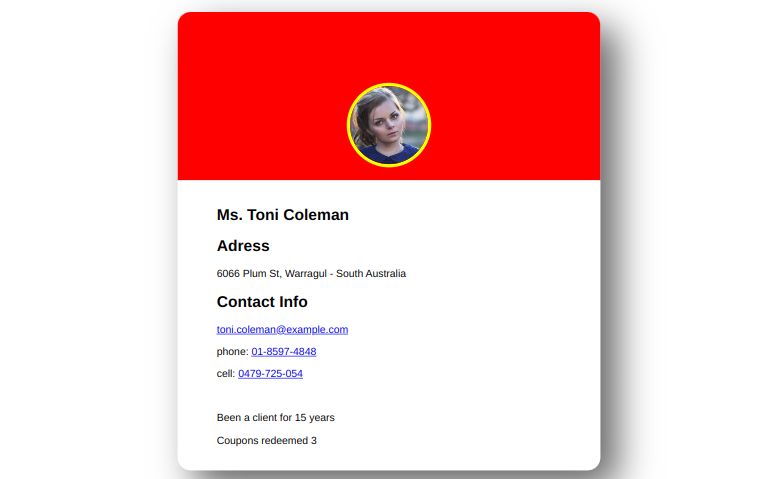 Ms. Toni Coleman
Adress
6066 Plum St, Warragul - South Australia
Contact Info
toni.coleman@example.com
phone: 01-8597-4848
cell: 0479-725-054
Been a client for 15 years
Coupons redeemed 3